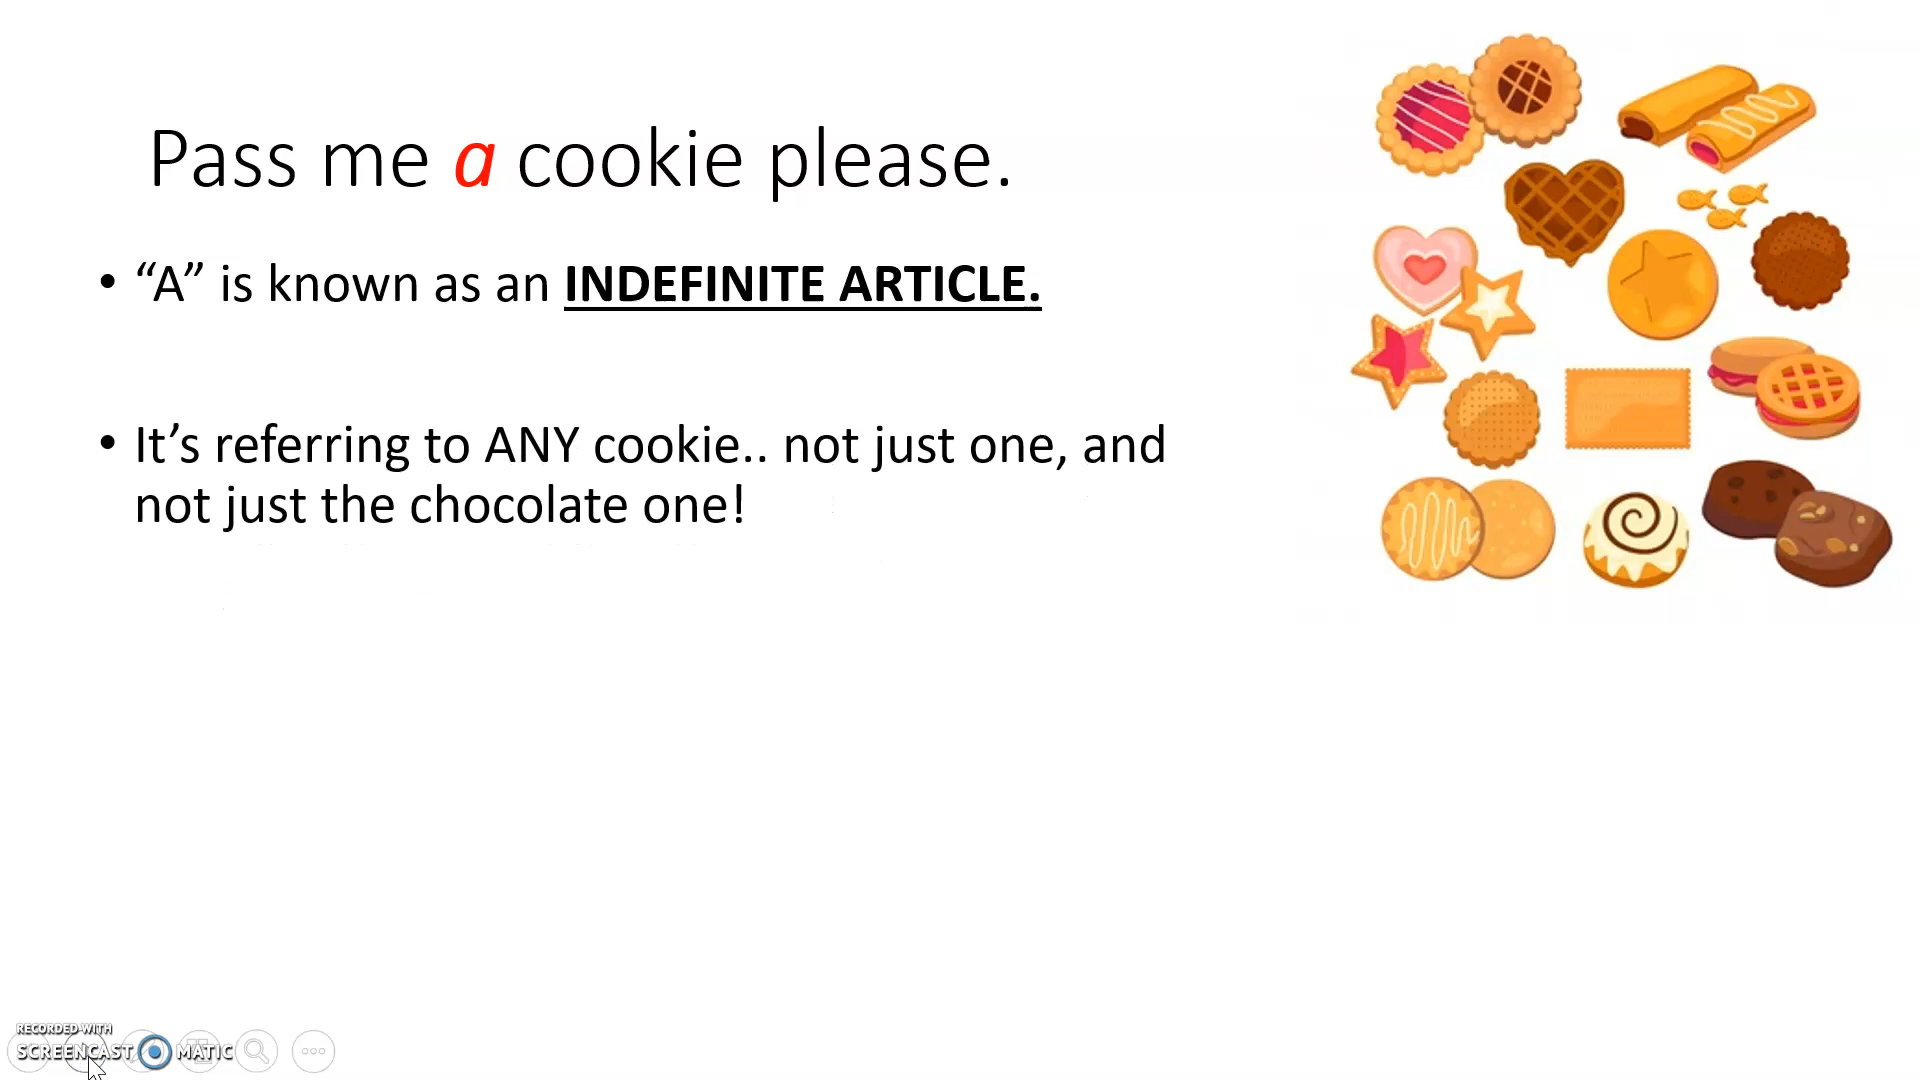 Pass me a cookie please.
• “A” is known as an INDEFINITE ARTICLE.
• It’s referring to ANY cookie.. not just one, and
not just the chocolate one!
RECORDED WITH
SCREENCAST MATIC